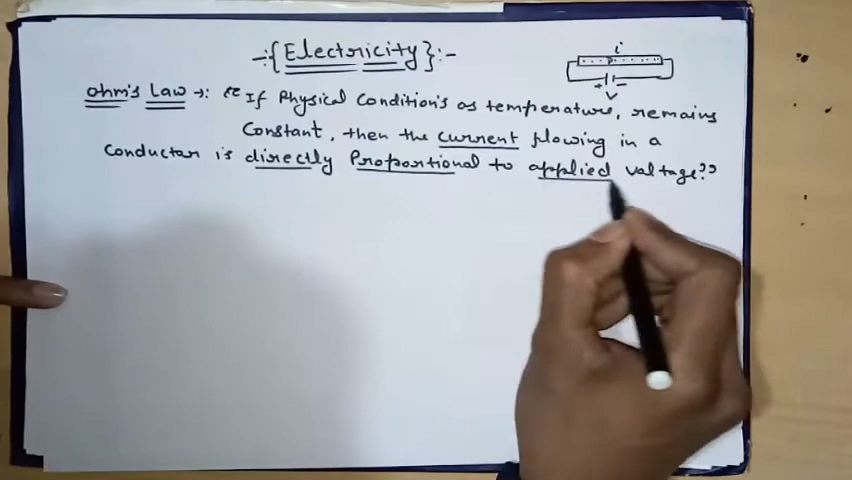 -:{Electricity}:-
i
+ -
V
ohm's Law →: "If Physical Condition's as temperature, remains
Constant, then the current flowing in a
Conductor is directly Proportional to applied voltage"